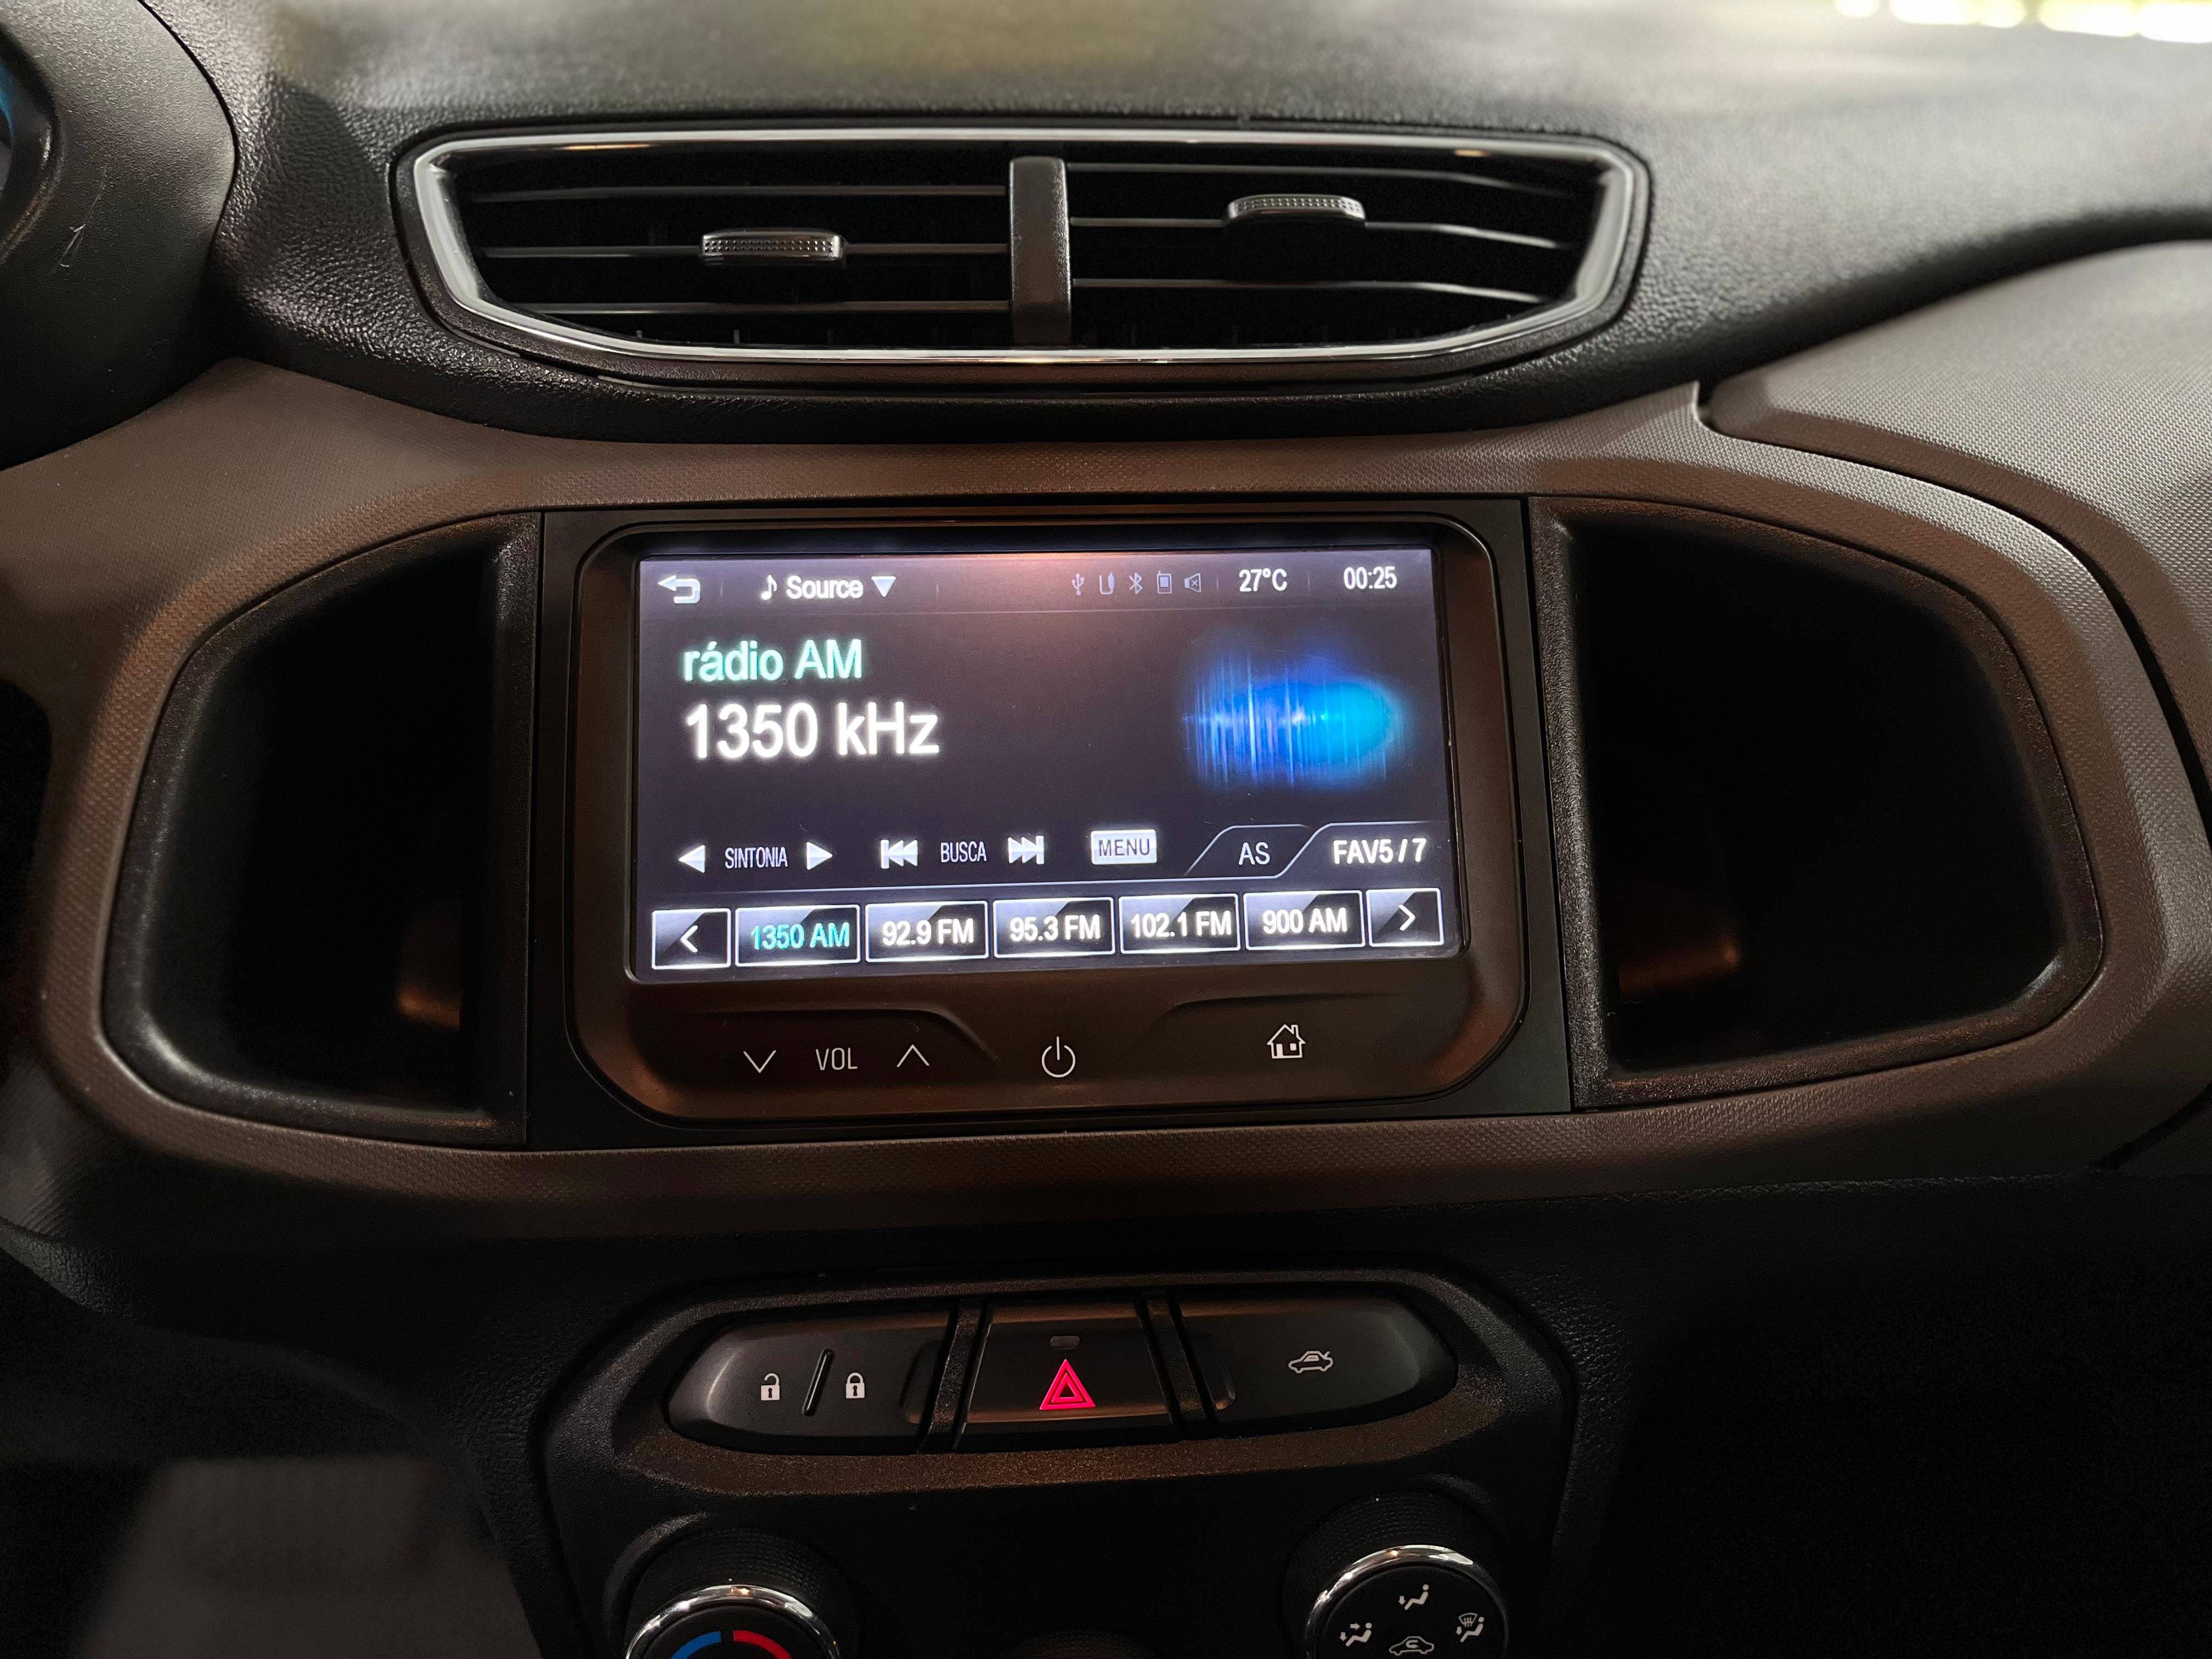 Source 27°C 00:25
rádio AM
1350 kHz
SINTONIA BUSCA MENU AS FAV5 / 7
1350 AM 92.9 FM 95.3 FM 102.1 FM 900 AM
VOL